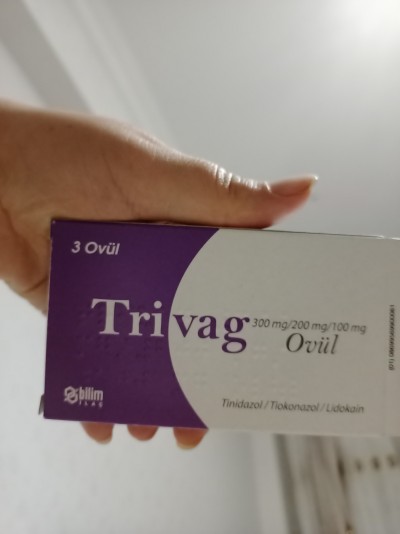 3 Ovül
Trivag 300 mg/200 mg/100 mg
Ovül
bilim
İLAÇ
Tinidazol / Tiokonazol / Lidokain